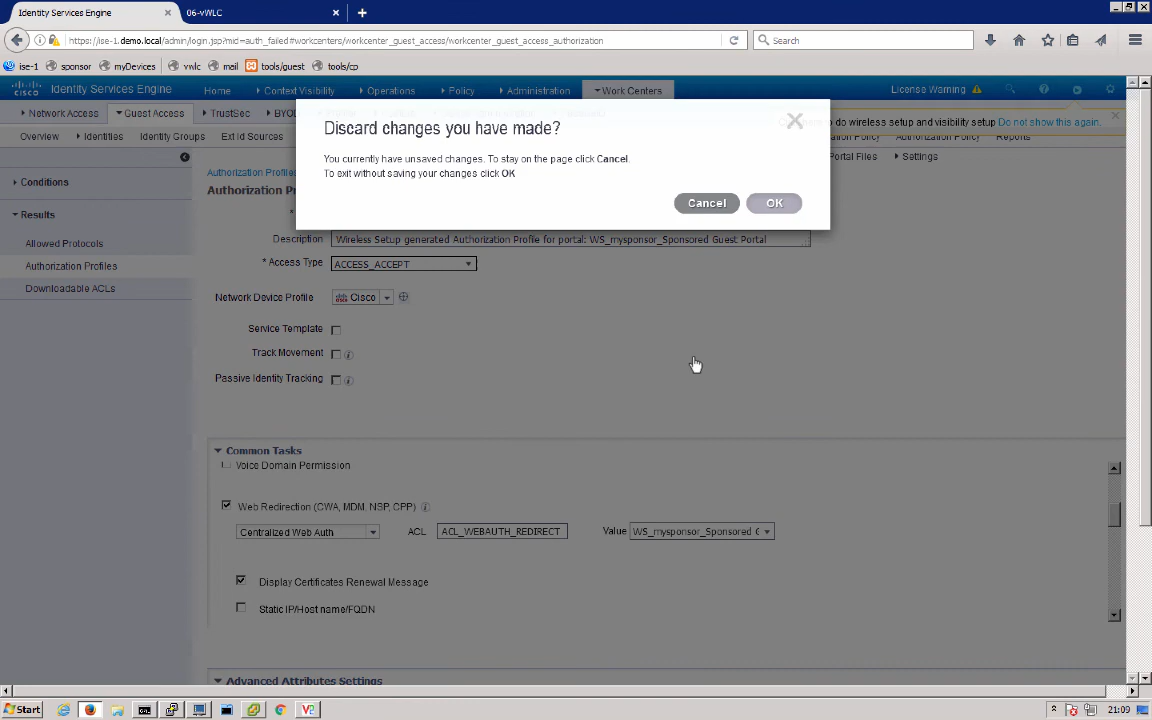 Identity Services Engine
06-vWLC
https://ise-1.demo.local/admin/login.jsp?mid=auth_failed#workcenters/workcenter_guest_access/workcenter_guest_access_authorization
Search
ise-1 sponsor myDevices vwlc mail tools/guest tools/cp
cisco Identity Services Engine Home Context Visibility Operations Policy Administration Work Centers License Warning
Network Access Guest Access TrustSec BYOD
to do wireless setup and visibility setup Do not show this again.
Overview Identities Identity Groups Ext Id Sources Authorization Policy Reports
Portal Files Settings
Discard changes you have made?
You currently have unsaved changes. To stay on the page click Cancel.
To exit without saving your changes click OK
Cancel OK
Conditions
Results
Allowed Protocols
Authorization Profiles
Downloadable ACLs
Authorization Profiles
Authorization Pr
*
Description Wireless Setup generated Authorization Profile for portal: WS_mysponsor_Sponsored Guest Portal
* Access Type ACCESS_ACCEPT
Network Device Profile Cisco
Service Template
Track Movement
Passive Identity Tracking
Common Tasks
Voice Domain Permission
Web Redirection (CWA, MDM, NSP, CPP)
Centralized Web Auth ACL ACL_WEBAUTH_REDIRECT Value WS_mysponsor_Sponsored G
Display Certificates Renewal Message
Static IP/Host name/FQDN
Advanced Attributes Settings
Start 21:09